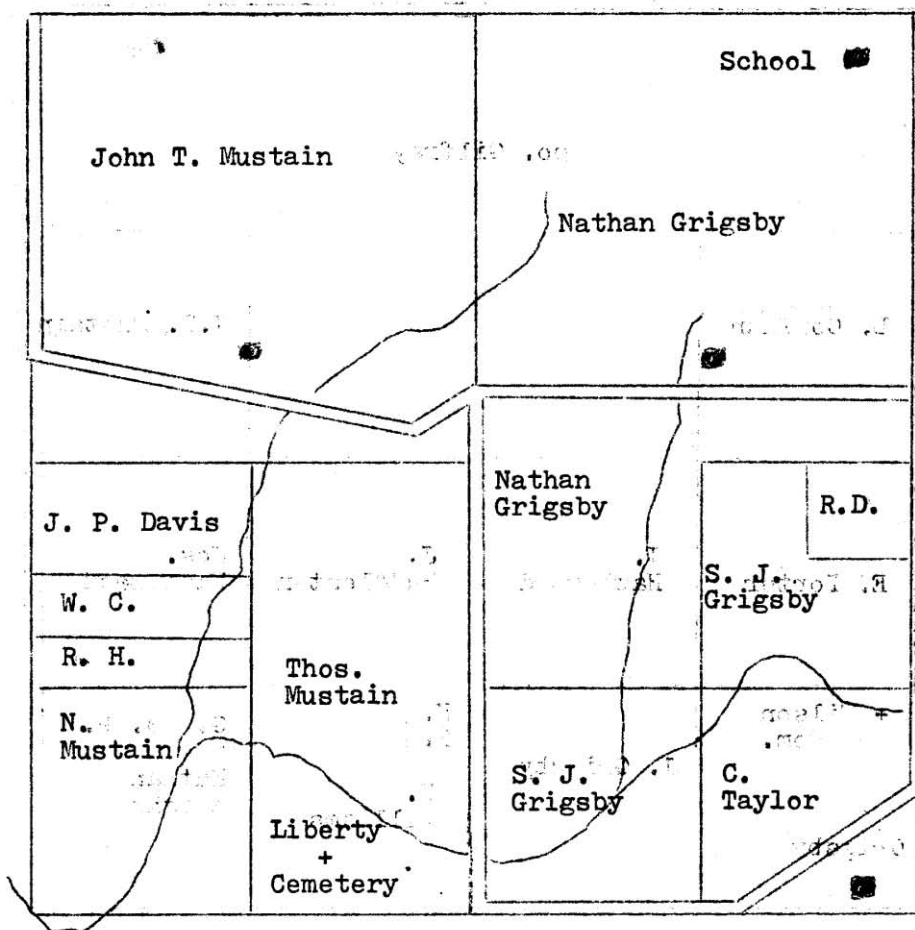 School
John T. Mustain
Nathan Grigsby
Nathan
Grigsby
R.D.
J. P. Davis
S. J.
Grigsby
W. C.
R. H.
Thos.
Mustain
N.
Mustain
S. J.
Grigsby
C.
Taylor
Liberty
+
Cemetery